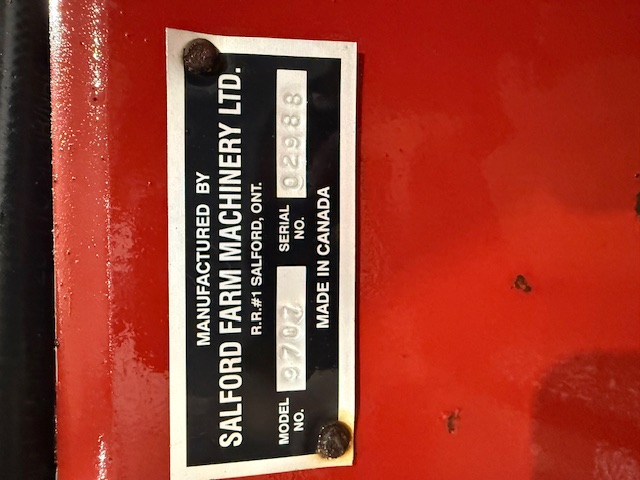 MANUFACTURED BY
SALFORD FARM MACHINERY LTD.
R.R.#1 SALFORD, ONT.
MODEL NO. 9707 SERIAL NO. 02988
MADE IN CANADA